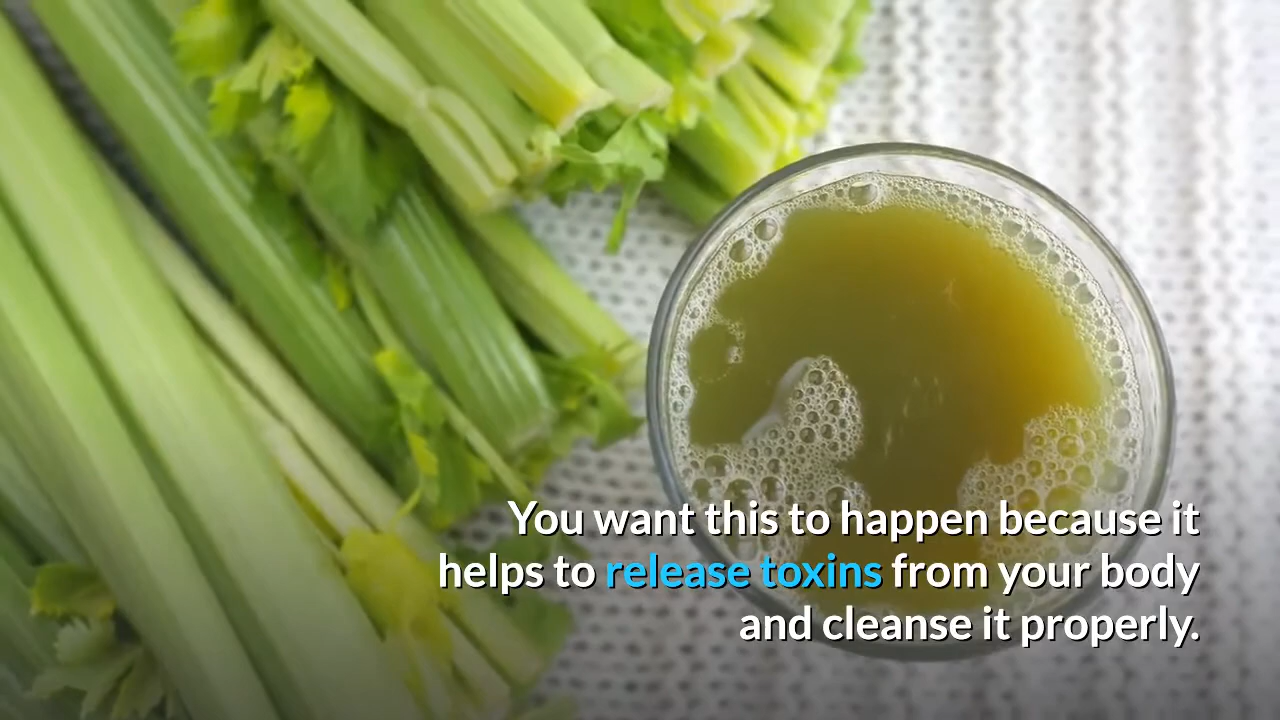 You want this to happen because it
helps to release toxins from your body
and cleanse it properly.